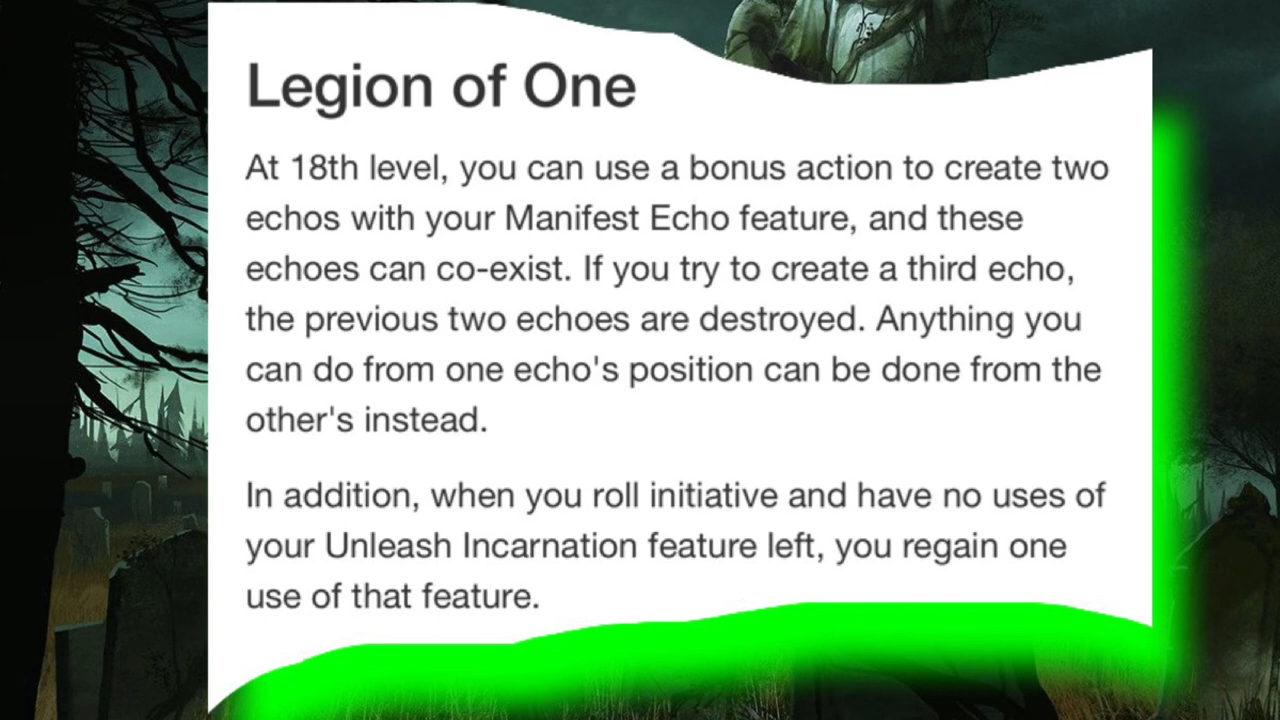 Legion of One
At 18th level, you can use a bonus action to create two
echos with your Manifest Echo feature, and these
echoes can co-exist. If you try to create a third echo,
the previous two echoes are destroyed. Anything you
can do from one echo's position can be done from the
other's instead.
In addition, when you roll initiative and have no uses of
your Unleash Incarnation feature left, you regain one
use of that feature.